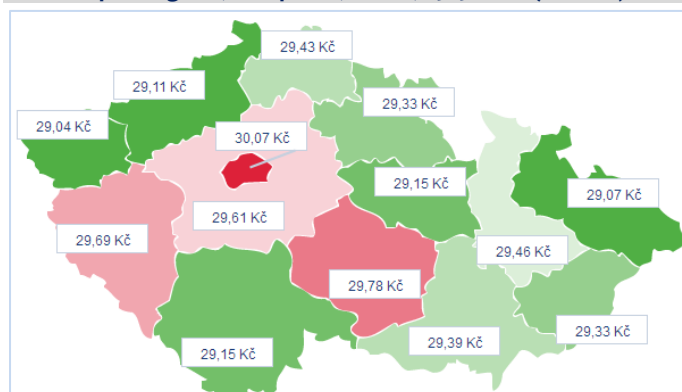 29,43 Kč
29,11 Kč
29,33 Kč
29,04 Kč
30,07 Kč
29,15 Kč
29,07 Kč
29,61 Kč
29,69 Kč
29,46 Kč
29,78 Kč
29,33 Kč
29,39 Kč
29,15 Kč